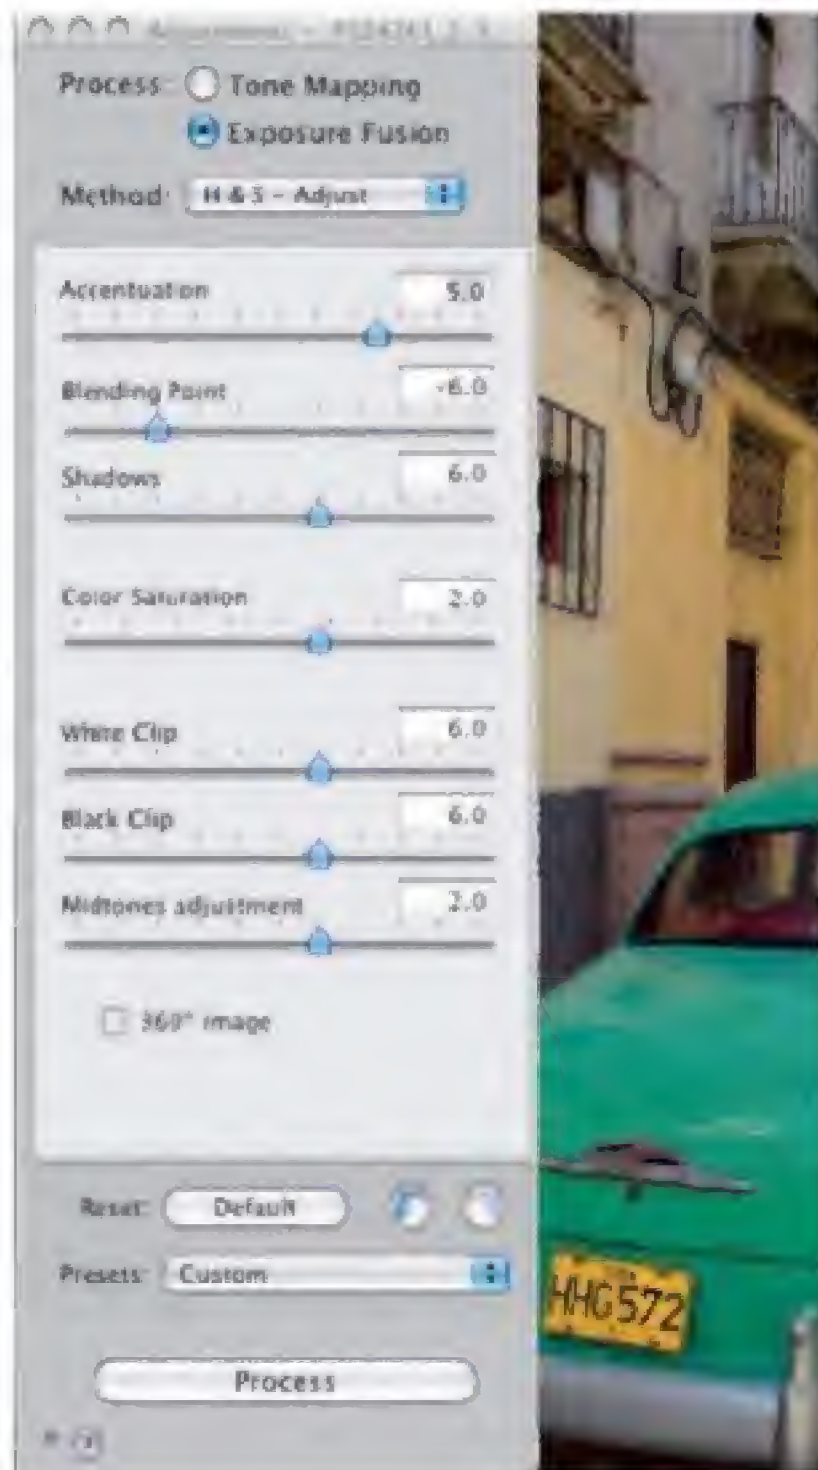 Process: Tone Mapping
Exposure Fusion
Method: H & S - Adjust
Accentuation 5.0
Blending Point -6.0
Shadows 6.0
Color Saturation 2.0
White Clip 6.0
Black Clip 6.0
Midtones adjustment 2.0
360° image
Reset: Default
Presets: Custom
Process
HHG572